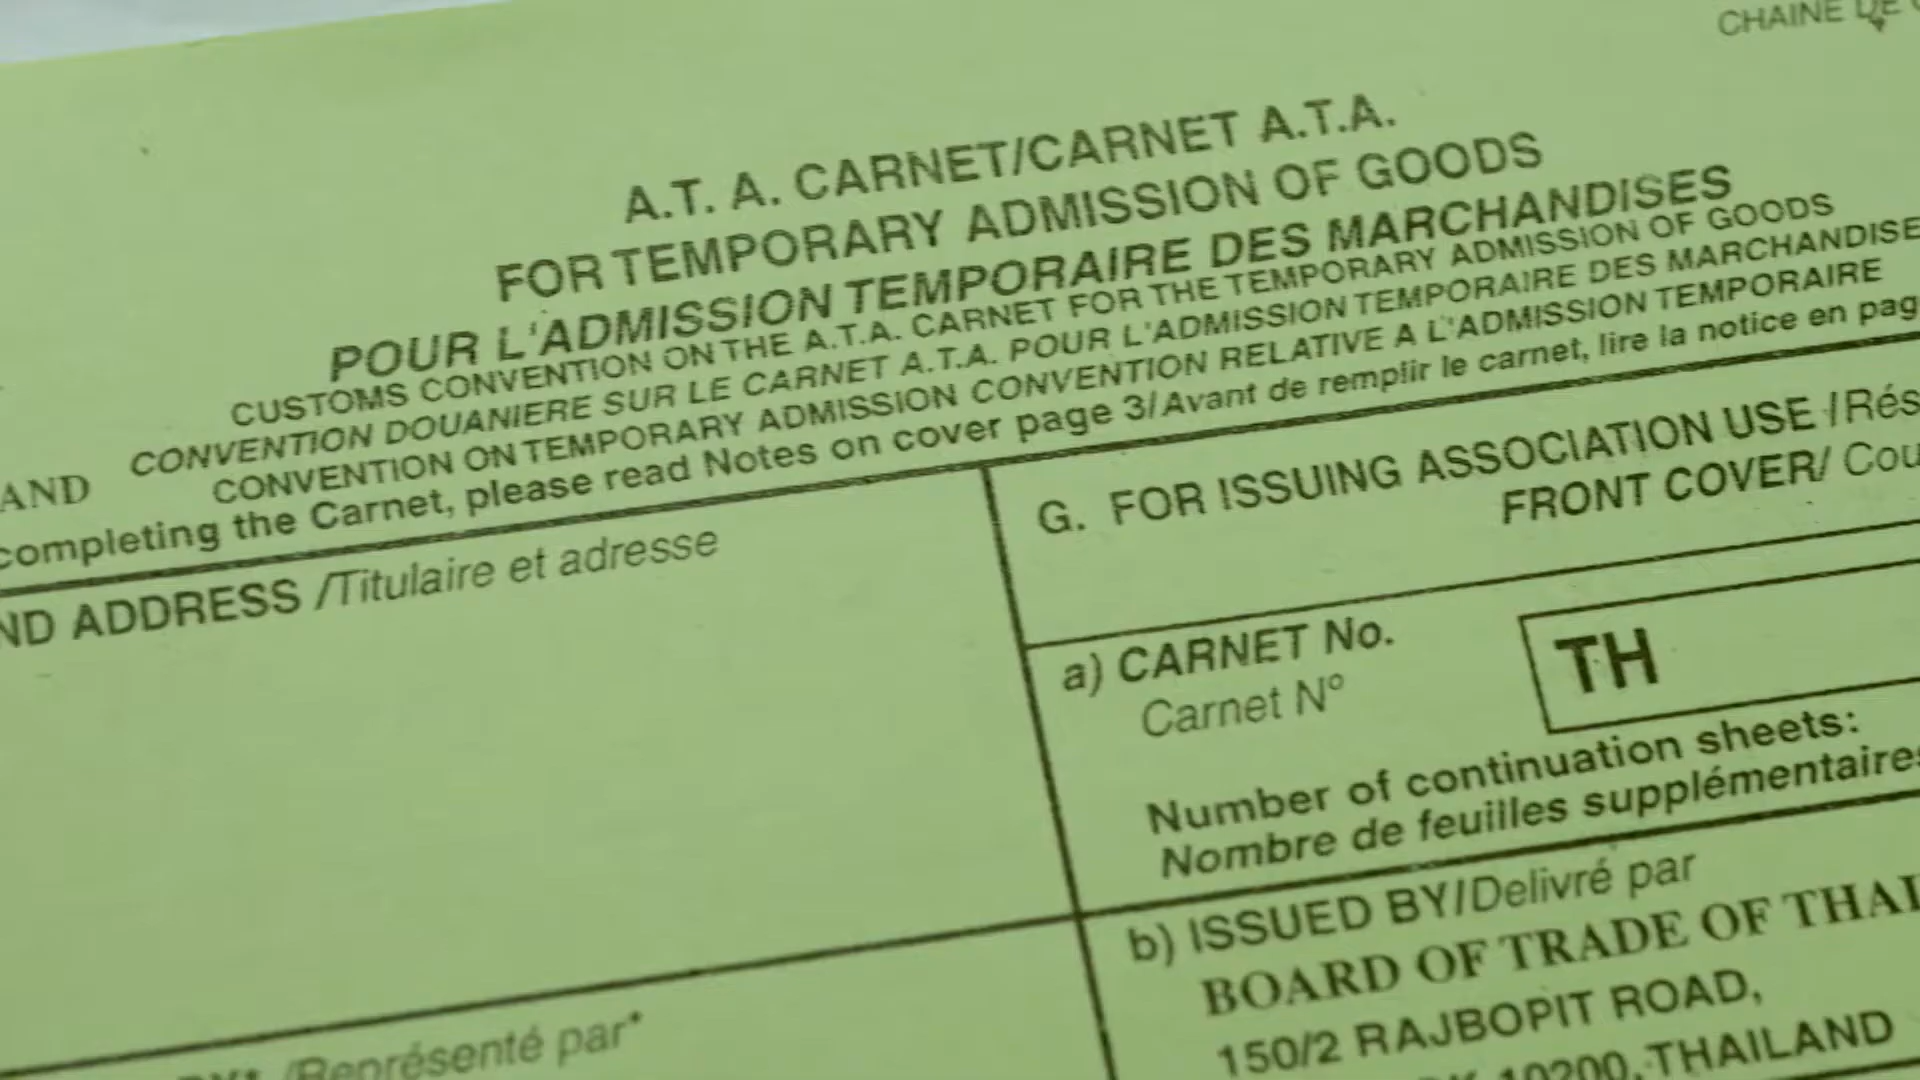 CHAINE DE
A.T. A. CARNET/CARNET A.T.A.
FOR TEMPORARY ADMISSION OF GOODS
POUR L'ADMISSION TEMPORAIRE DES MARCHANDISES
CUSTOMS CONVENTION ON THE A.T.A. CARNET FOR THE TEMPORARY ADMISSION OF GOODS
CONVENTION DOUANIERE SUR LE CARNET A.T.A. POUR L'ADMISSION TEMPORAIRE DES MARCHANDISE
AND
CONVENTION ON TEMPORARY ADMISSION CONVENTION RELATIVE A L'ADMISSION TEMPORAIRE
completing the Carnet, please read Notes on cover page 3/Avant de remplir le carnet, lire la notice en pag
ND ADDRESS /Titulaire et adresse
G. FOR ISSUING ASSOCIATION USE /Rés
FRONT COVER/ Cou
a) CARNET No.
Carnet N°
TH
Number of continuation sheets:
Nombre de feuilles supplémentaires
b) ISSUED BY/Delivré par
BOARD OF TRADE OF THAI
150/2 RAJBOPIT ROAD,
10200, THAILAND
/Représenté par*